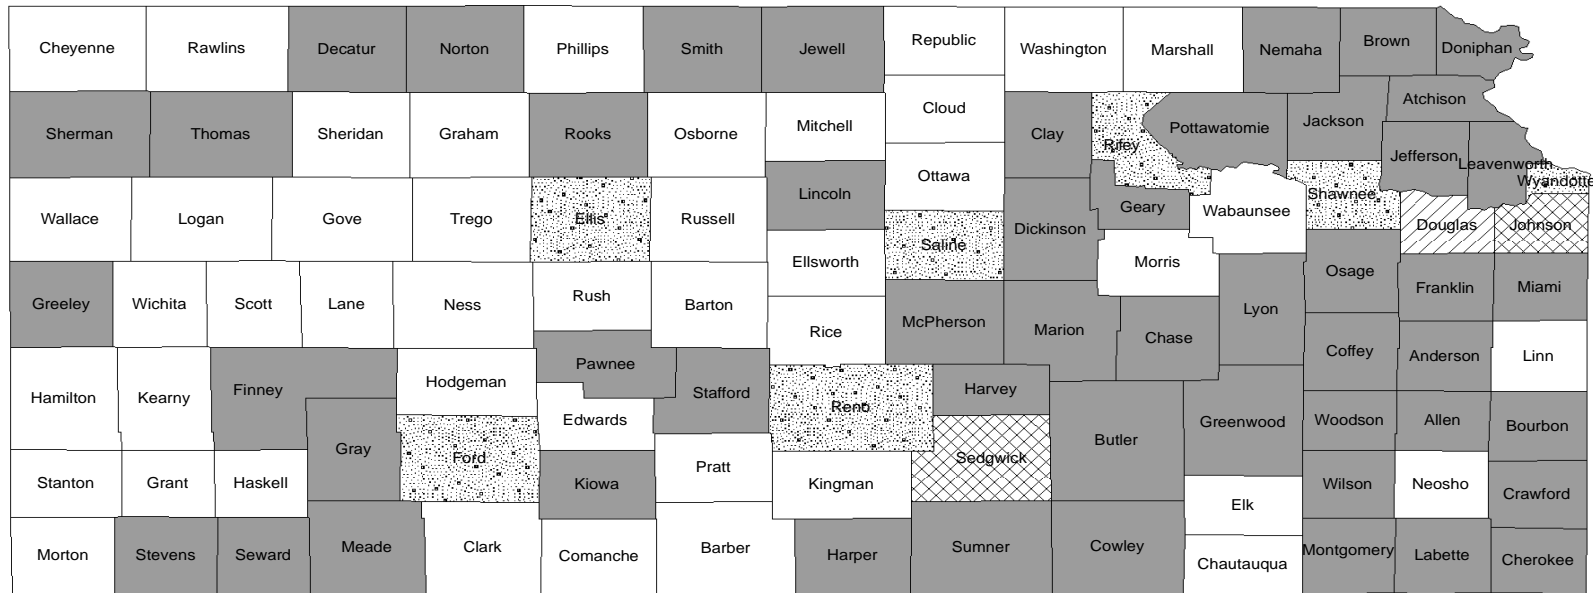 Cheyenne
Rawlins
Decatur
Norton
Phillips
Smith
Jewell
Republic
Washington
Marshall
Nemaha
Brown
Doniphan
Sherman
Thomas
Sheridan
Graham
Rooks
Osborne
Mitchell
Cloud
Clay
Riley
Pottawatomie
Jackson
Atchison
Jefferson
Leavenworth
Wyandotte
Wallace
Logan
Gove
Trego
Ellis
Russell
Lincoln
Ottawa
Saline
Dickinson
Geary
Wabaunsee
Shawnee
Douglas
Johnson
Greeley
Wichita
Scott
Lane
Ness
Rush
Barton
Ellsworth
Rice
McPherson
Marion
Morris
Chase
Lyon
Osage
Franklin
Miami
Coffey
Anderson
Linn
Hamilton
Kearny
Finney
Hodgeman
Pawnee
Stafford
Edwards
Reno
Harvey
Sedgwick
Butler
Greenwood
Woodson
Allen
Bourbon
Gray
Ford
Kiowa
Pratt
Kingman
Stanton
Grant
Haskell
Elk
Wilson
Neosho
Crawford
Morton
Stevens
Seward
Meade
Clark
Comanche
Barber
Harper
Sumner
Cowley
Chautauqua
Montgomery
Labette
Cherokee